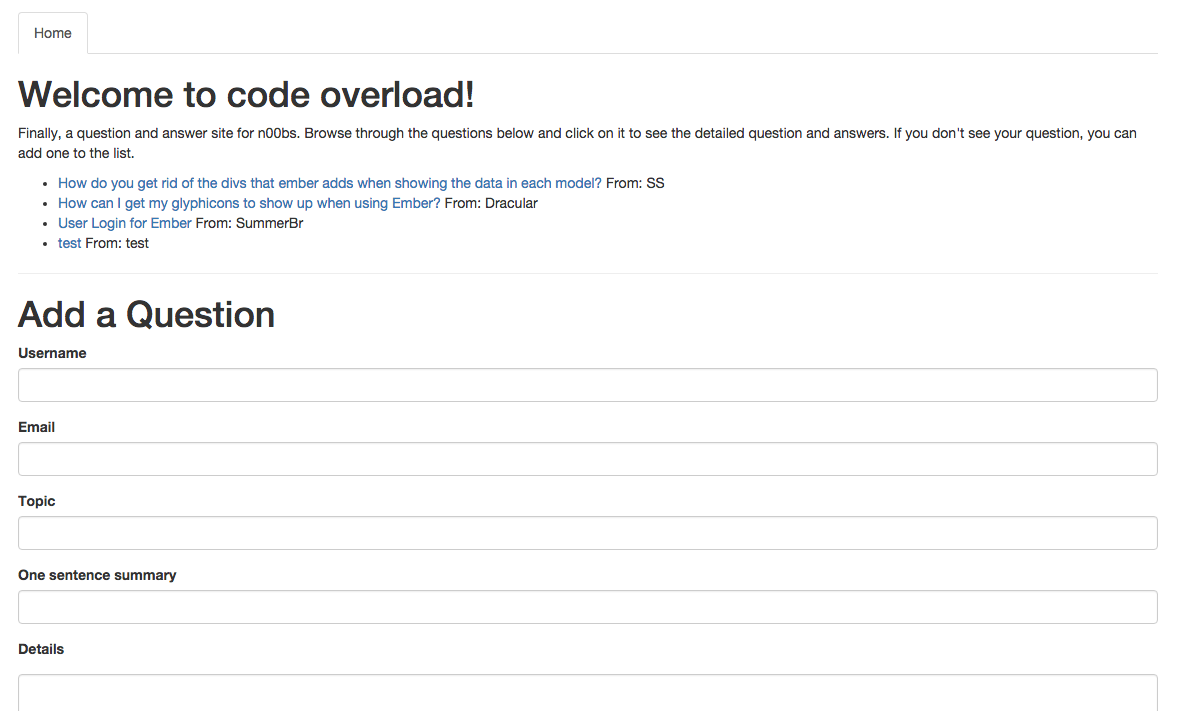 Home
Welcome to code overload!
Finally, a question and answer site for n00bs. Browse through the questions below and click on it to see the detailed question and answers. If you don't see your question, you can
add one to the list.
How do you get rid of the divs that ember adds when showing the data in each model? From: SS
How can I get my glyphicons to show up when using Ember? From: Dracular
User Login for Ember From: SummerBr
test From: test
Add a Question
Username
Email
Topic
One sentence summary
Details